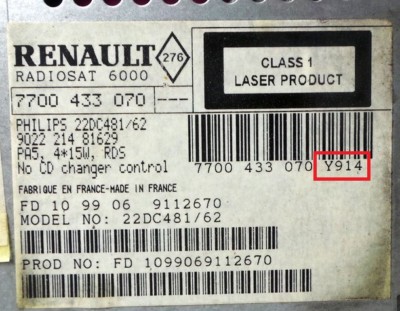 RENAULT 276
RADIOSAT 6000
CLASS 1
LASER PRODUCT
7700 433 070 ---
PHILIPS 22DC481/62
9022 214 81629
PA5, 4*15W, RDS
No CD changer control
7700 433 070 Y914
FABRIQUE EN FRANCE-MADE IN FRANCE
FD 10 99 06 9112670
MODEL NO: 22DC481/62
PROD NO: FD 1099069112670